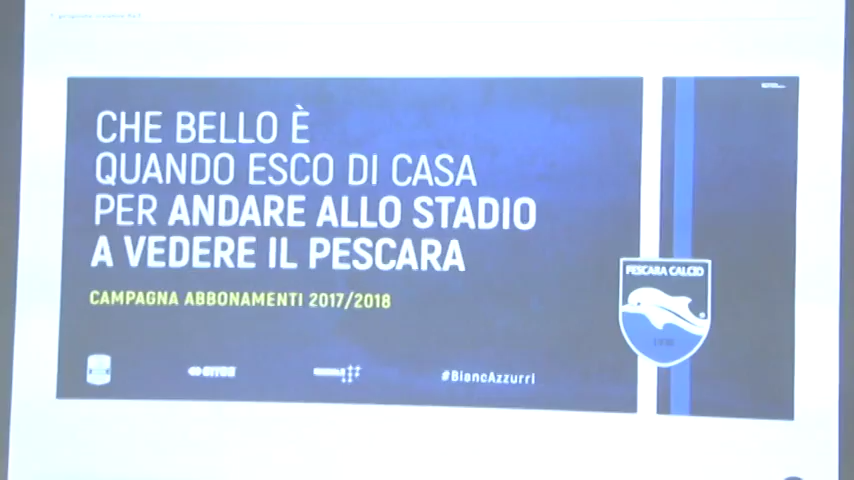 CHE BELLO È
QUANDO ESCO DI CASA
PER ANDARE ALLO STADIO
A VEDERE IL PESCARA
CAMPAGNA ABBONAMENTI 2017/2018
PESCARA CALCIO
#BiancAzzurri